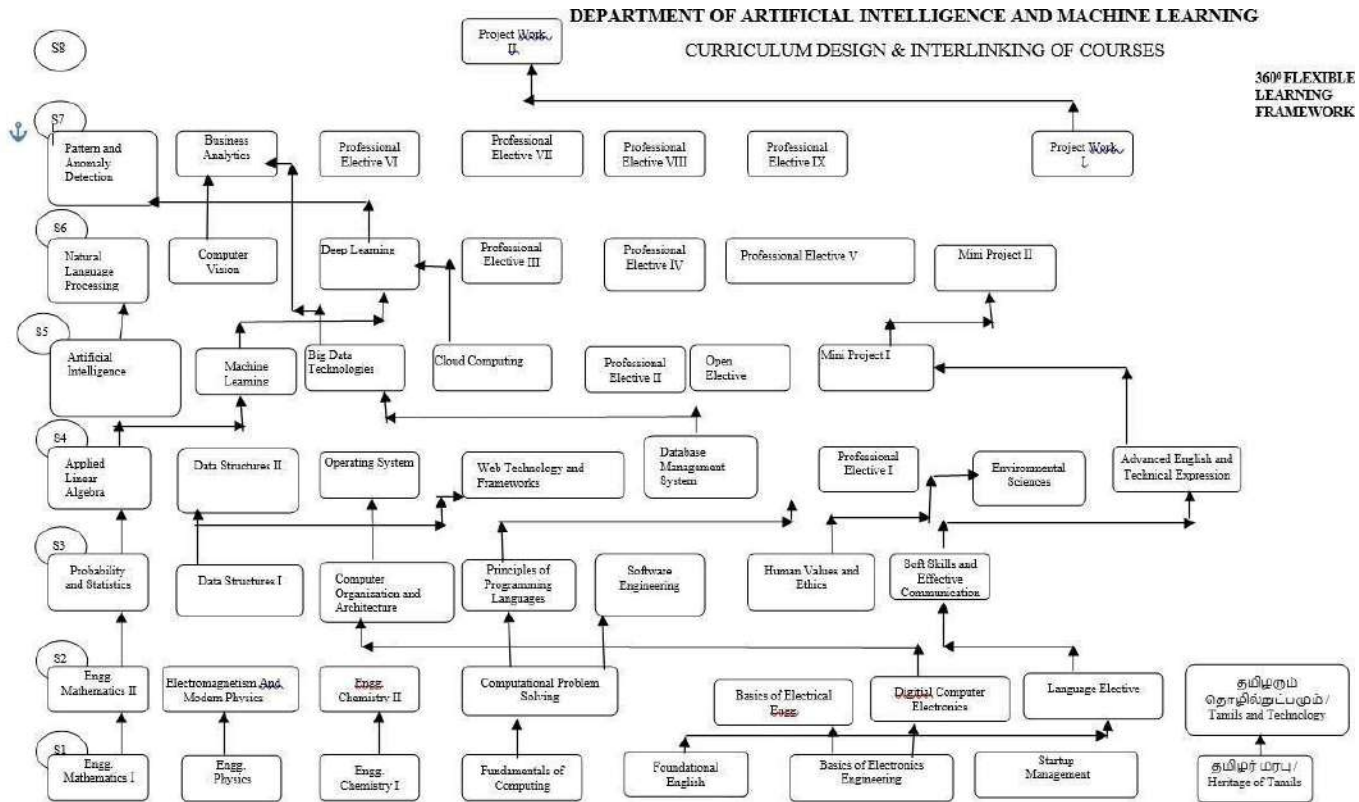 DEPARTMENT OF ARTIFICIAL INTELLIGENCE AND MACHINE LEARNING
CURRICULUM DESIGN & INTERLINKING OF COURSES
360⁰ FLEXIBLE
LEARNING
FRAMEWORK
S8
Project Work
II
S7
Pattern and
Anomaly
Detection
Business
Analytics
Professional
Elective VI
Professional
Elective VII
Professional
Elective VIII
Professional
Elective IX
Project Work
I
S6
Natural
Language
Processing
Computer
Vision
Deep Learning
Professional
Elective III
Professional
Elective IV
Professional Elective V
Mini Project II
S5
Artificial
Intelligence
Machine
Learning
Big Data
Technologies
Cloud Computing
Professional
Elective II
Open
Elective
Mini Project I
S4
Applied
Linear
Algebra
Data Structures II
Operating System
Web Technology and
Frameworks
Database
Management
System
Professional
Elective I
Environmental
Sciences
Advanced English and
Technical Expression
S3
Probability
and Statistics
Data Structures I
Computer
Organization and
Architecture
Principles of
Programming
Languages
Software
Engineering
Human Values and
Ethics
Soft Skills and
Effective
Communication
S2
Engg.
Mathematics II
Electromagnetism And
Modern Physics
Engg.
Chemistry II
Computational Problem
Solving
Basics of Electrical
Engg
Digitial Computer
Electronics
Language Elective
தமிழரும்
தொழில்நுட்பமும் /
Tamils and Technology
S1
Engg.
Mathematics I
Engg.
Physics
Engg.
Chemistry I
Fundamentals of
Computing
Foundational
English
Basics of Electronics
Engineering
Startup
Management
தமிழர் மரபு /
Heritage of Tamils